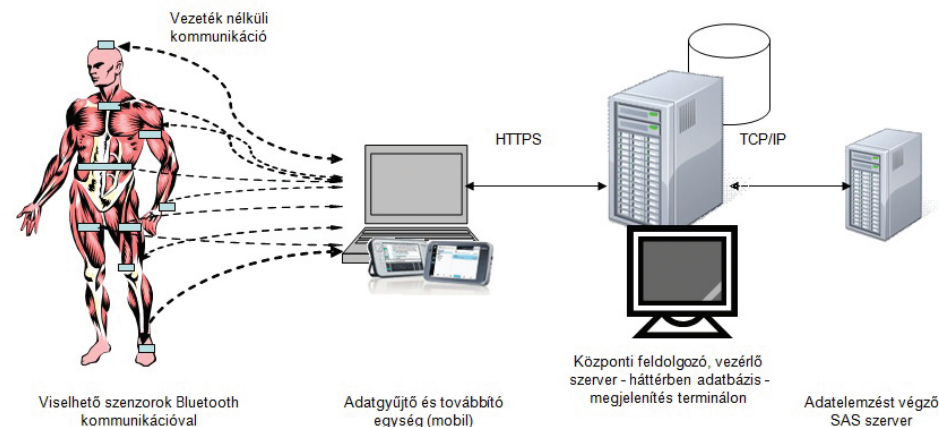 Vezeték nélküli
kommunikáció
HTTPS
TCP/IP
Viselhető szenzorok Bluetooth
kommunikációval
Adatgyűjtő és továbbító
egység (mobil)
Központi feldolgozó, vezérlő
szerver - háttérben adatbázis -
megjelenítés terminálon
Adatelemzést végző
SAS szerver